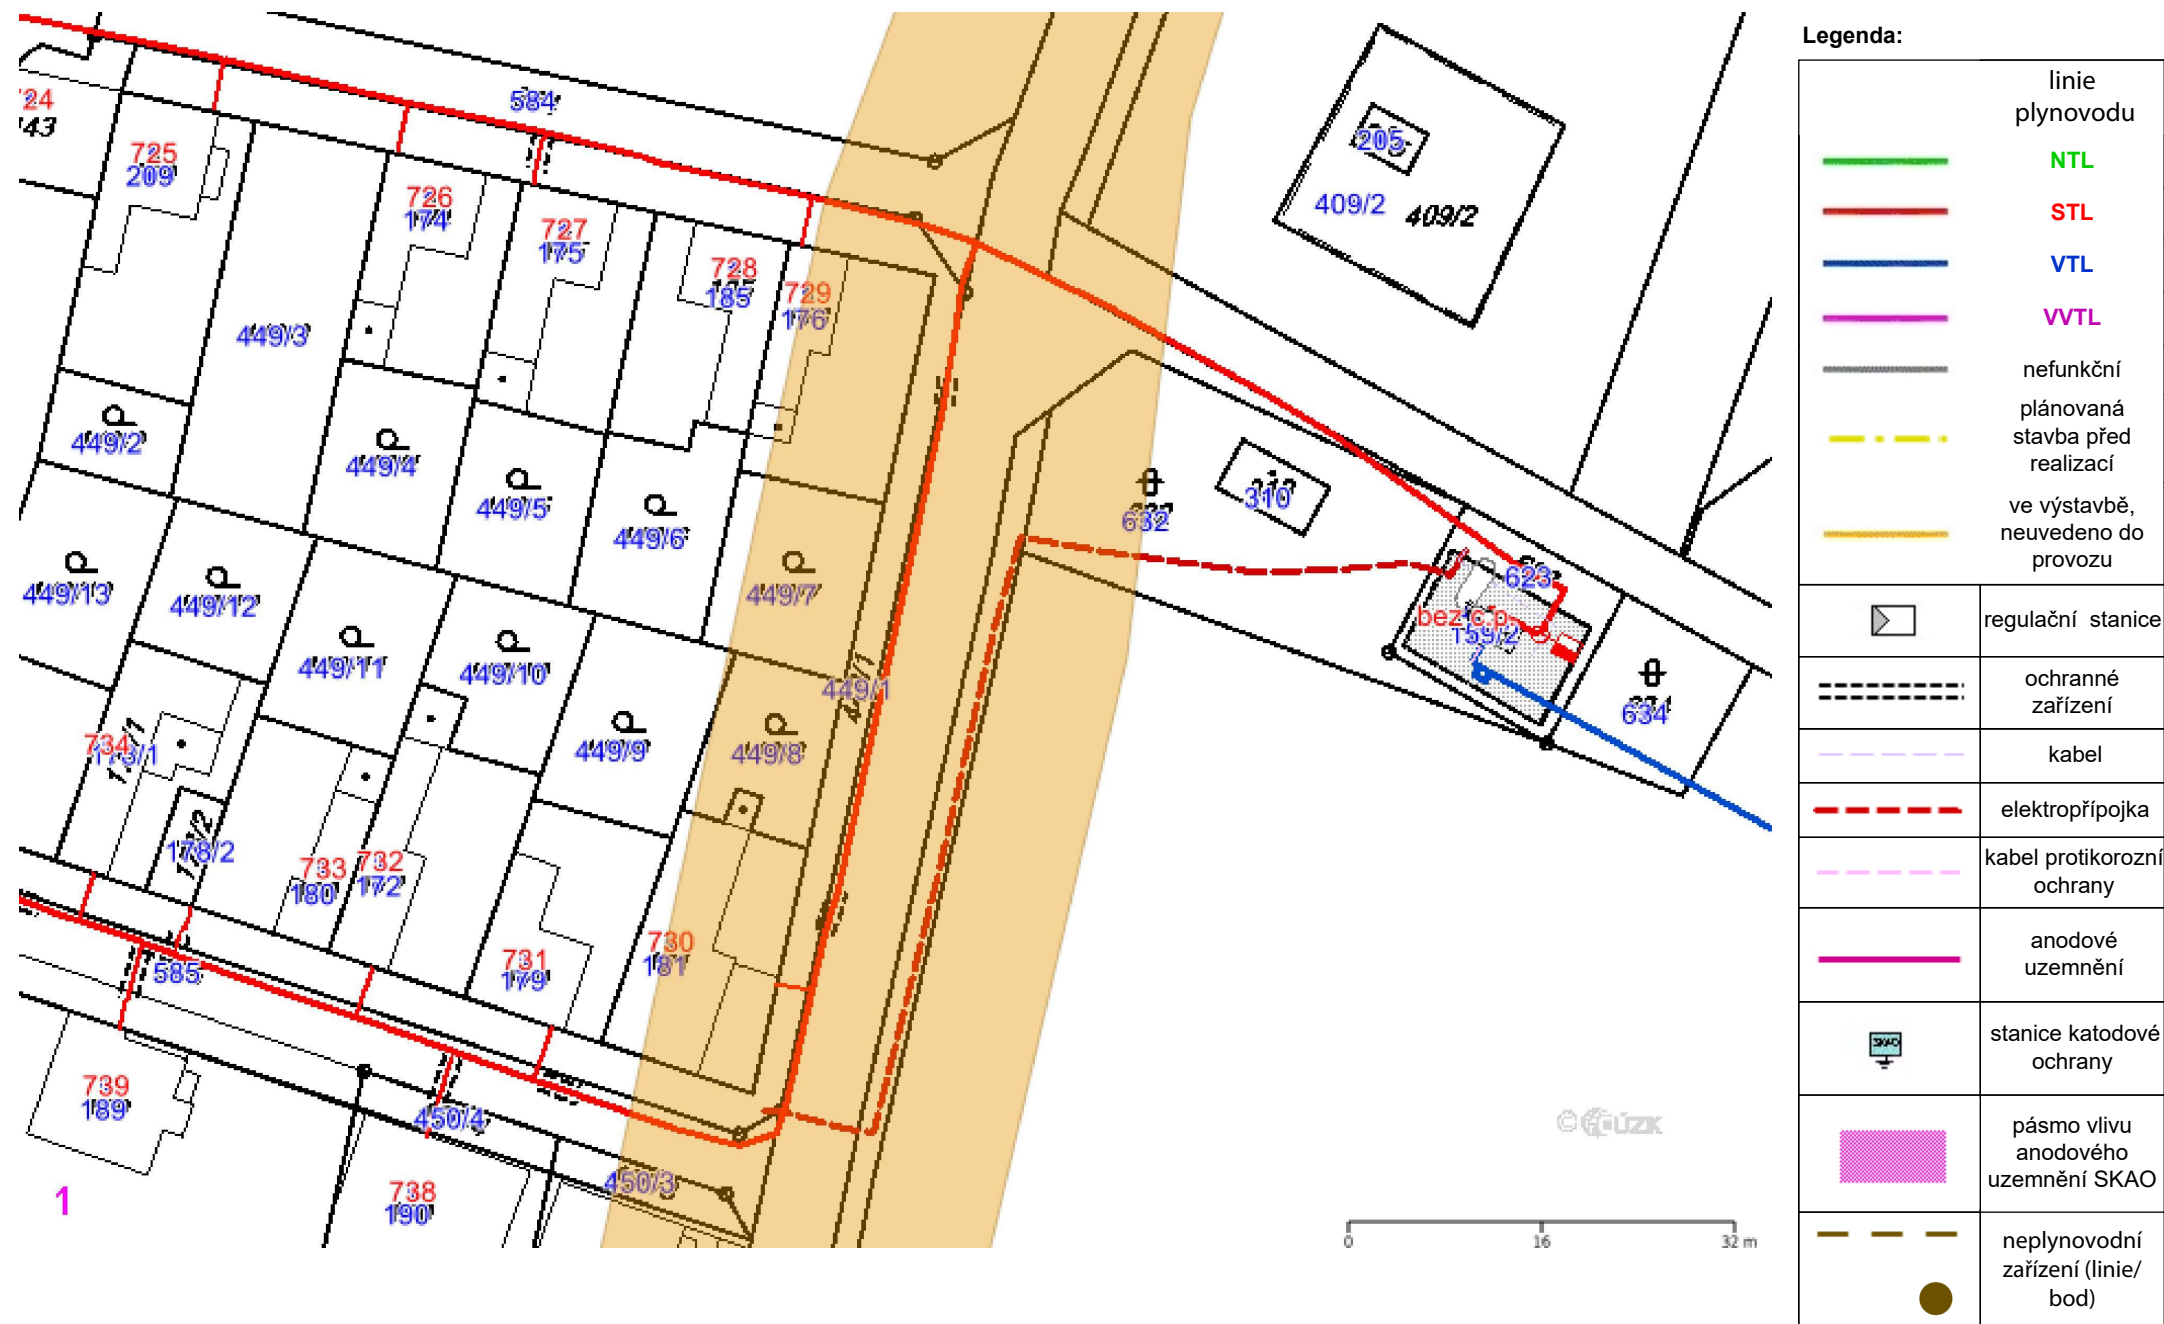 584
725
209
726
174
727
175
728
185
729
176
205
409/2
409/2
449/3
449/2
449/4
449/5
449/6
449/7
632
310
623
bez č.p.
159/2
634
449/13
449/12
449/11
449/10
449/9
449/8
449/1
734
178/2
733
180
732
172
731
179
730
181
585
739
189
450/4
450/3
738
190
1
0
16
32 m
Legenda:
linie
plynovodu
NTL
STL
VTL
VVTL
nefunkční
plánovaná
stavba před
realizací
ve výstavbě,
neuvedeno do
provozu
regulační stanice
ochranné
zařízení
kabel
elektropřípojka
kabel protikorozní
ochrany
anodové
uzemnění
SKAO
stanice katodové
ochrany
pásmo vlivu
anodového
uzemnění SKAO
neplynovodní
zařízení (linie/
bod)